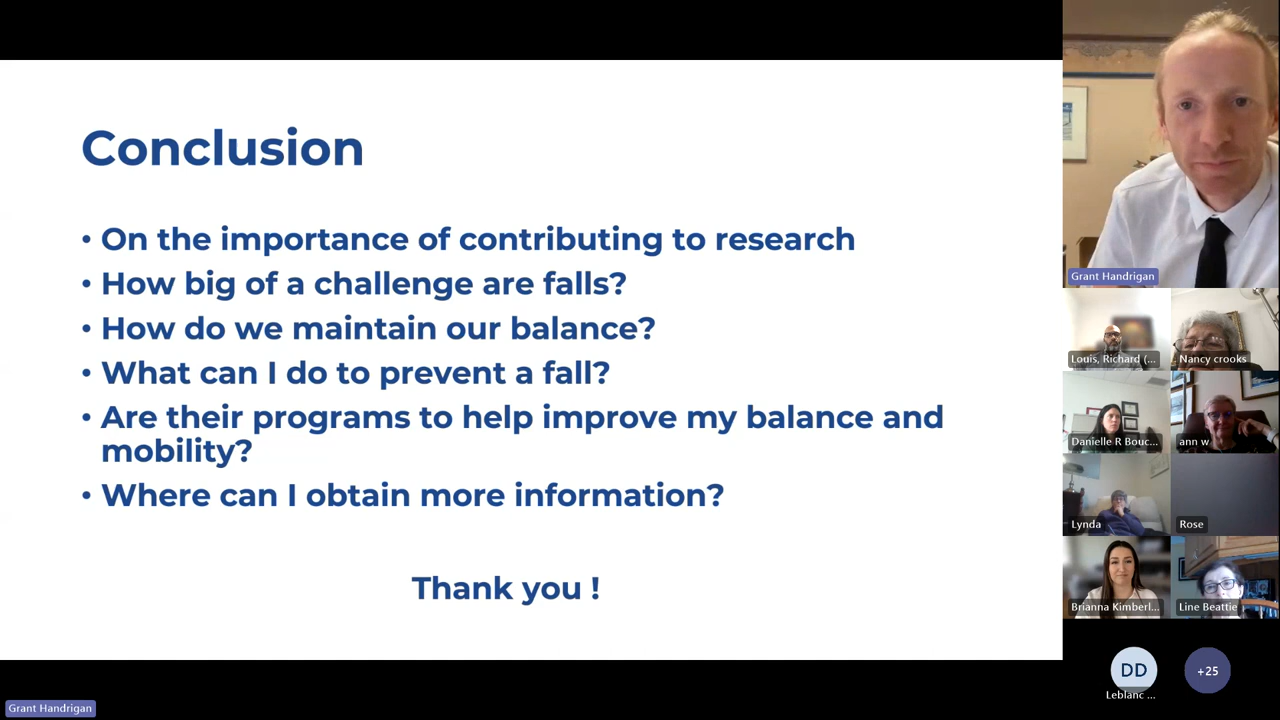 Conclusion
• On the importance of contributing to research
• How big of a challenge are falls?
• How do we maintain our balance?
• What can I do to prevent a fall?
• Are their programs to help improve my balance and
mobility?
• Where can I obtain more information?
Thank you !
Grant Handrigan
Grant Handrigan
Louis, Richard (...
Nancy crooks
Danielle R Bouc...
ann w
Lynda
Rose
Brianna Kimberl...
Line Beattie
DD
Leblanc ...
+25